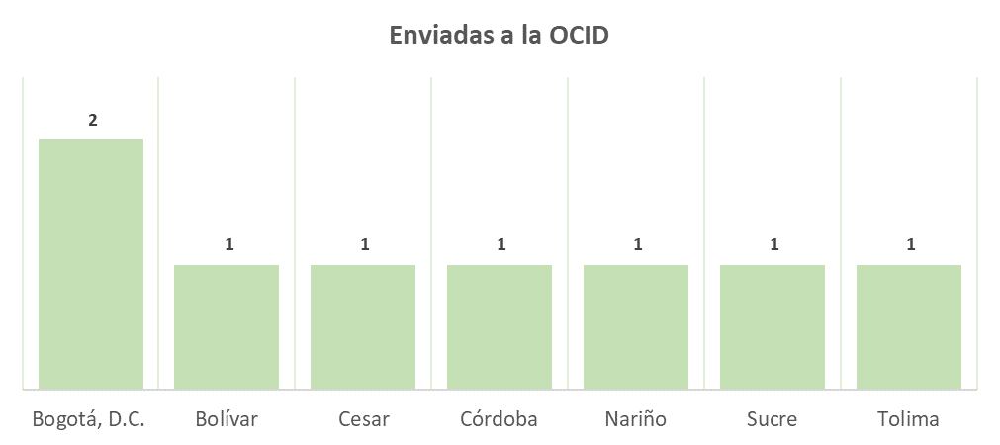 Enviadas a la OCID
2
1
1
1
1
1
1
Bogotá, D.C.
Bolívar
Cesar
Córdoba
Nariño
Sucre
Tolima